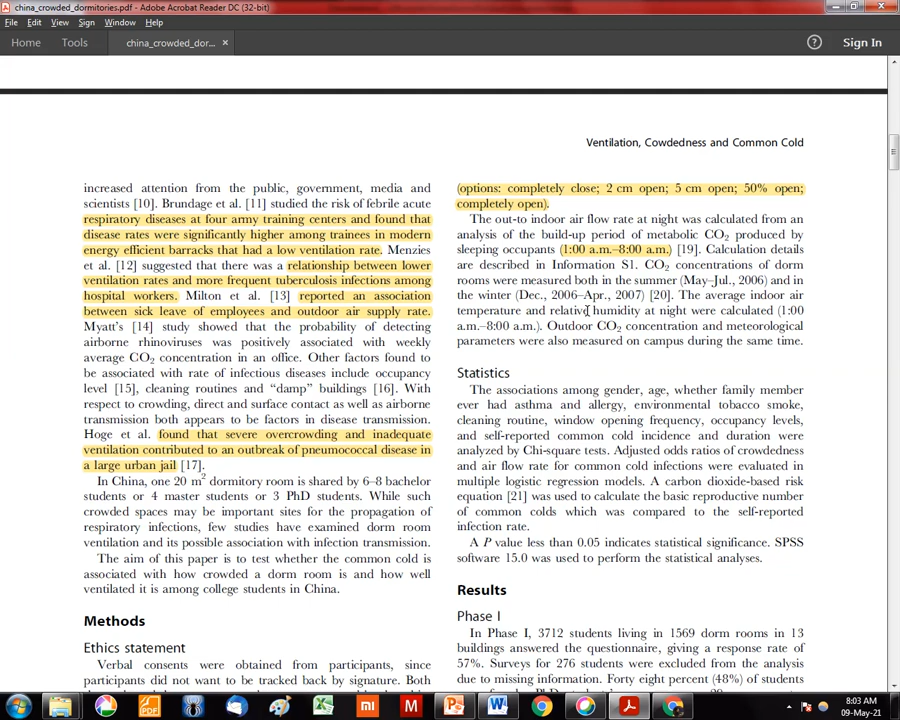 china_crowded_dormitories.pdf - Adobe Acrobat Reader DC (32-bit)
File Edit View Sign Window Help
Home Tools china_crowded_dor... × ? Sign In
Ventilation, Cowdedness and Common Cold
increased attention from the public, government, media and
scientists [10]. Brundage et al. [11] studied the risk of febrile acute
respiratory diseases at four army training centers and found that
disease rates were significantly higher among trainees in modern
energy efficient barracks that had a low ventilation rate. Menzies
et al. [12] suggested that there was a relationship between lower
ventilation rates and more frequent tuberculosis infections among
hospital workers. Milton et al. [13] reported an association
between sick leave of employees and outdoor air supply rate.
Myatt's [14] study showed that the probability of detecting
airborne rhinoviruses was positively associated with weekly
average CO2 concentration in an office. Other factors found to
be associated with rate of infectious diseases include occupancy
level [15], cleaning routines and "damp" buildings [16]. With
respect to crowding, direct and surface contact as well as airborne
transmission both appears to be factors in disease transmission.
Hoge et al. found that severe overcrowding and inadequate
ventilation contributed to an outbreak of pneumococcal disease in
a large urban jail [17].
In China, one 20 m2 dormitory room is shared by 6–8 bachelor
students or 4 master students or 3 PhD students. While such
crowded spaces may be important sites for the propagation of
respiratory infections, few studies have examined dorm room
ventilation and its possible association with infection transmission.
The aim of this paper is to test whether the common cold is
associated with how crowded a dorm room is and how well
ventilated it is among college students in China.
Methods
Ethics statement
Verbal consents were obtained from participants, since
participants did not want to be tracked back by signature. Both
(options: completely close; 2 cm open; 5 cm open; 50% open;
completely open).
The out-to indoor air flow rate at night was calculated from an
analysis of the build-up period of metabolic CO2 produced by
sleeping occupants (1:00 a.m.–8:00 a.m.) [19]. Calculation details
are described in Information S1. CO2 concentrations of dorm
rooms were measured both in the summer (May–Jul., 2006) and in
the winter (Dec., 2006–Apr., 2007) [20]. The average indoor air
temperature and relative humidity at night were calculated (1:00
a.m.–8:00 a.m.). Outdoor CO2 concentration and meteorological
parameters were also measured on campus during the same time.
Statistics
The associations among gender, age, whether family member
ever had asthma and allergy, environmental tobacco smoke,
cleaning routine, window opening frequency, occupancy levels,
and self-reported common cold incidence and duration were
analyzed by Chi-square tests. Adjusted odds ratios of crowdedness
and air flow rate for common cold infections were evaluated in
multiple logistic regression models. A carbon dioxide-based risk
equation [21] was used to calculate the basic reproductive number
of common colds which was compared to the self-reported
infection rate.
A P value less than 0.05 indicates statistical significance. SPSS
software 15.0 was used to perform the statistical analyses.
Results
Phase I
In Phase I, 3712 students living in 1569 dorm rooms in 13
buildings answered the questionnaire, giving a response rate of
57%. Surveys for 276 students were excluded from the analysis
due to missing information. Forty eight percent (48%) of students
8:03 AM
09-May-21